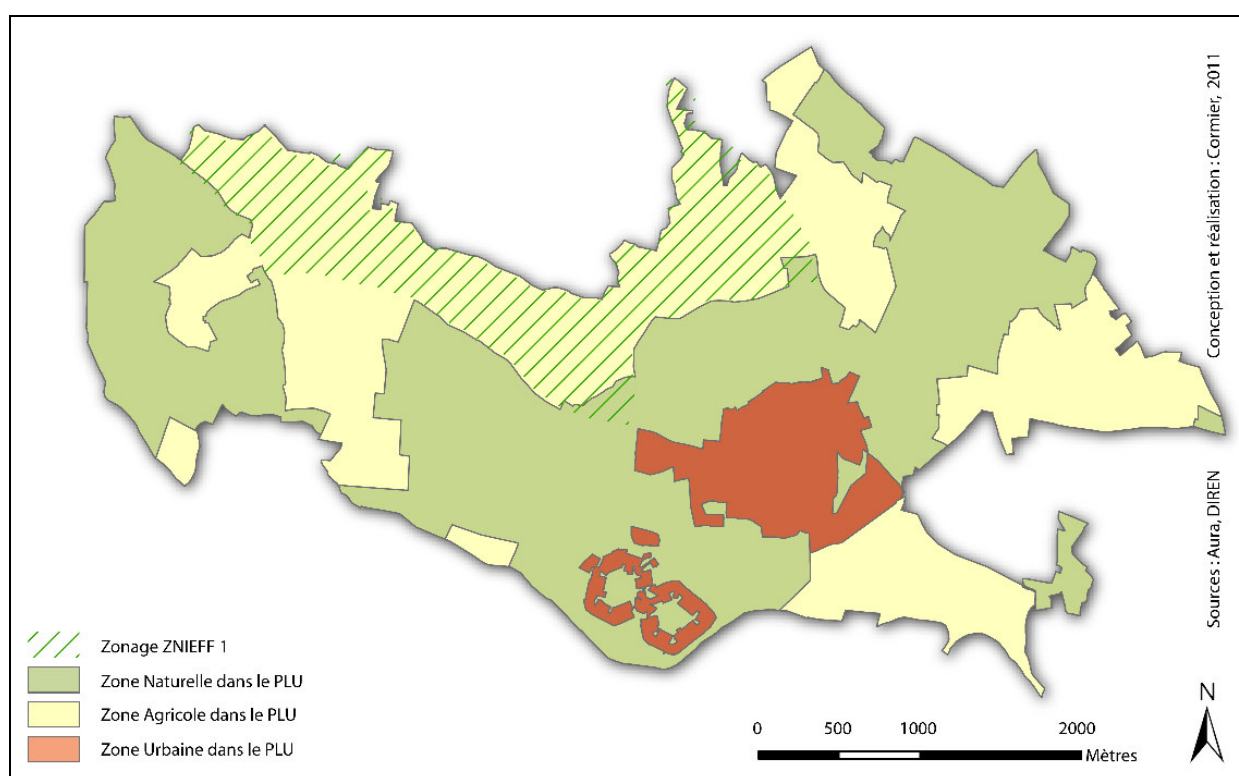 Conception et réalisation : Cormier, 2011
Sources : Aura, DIREN
Zonage ZNIEFF 1
Zone Naturelle dans le PLU
Zone Agricole dans le PLU
Zone Urbaine dans le PLU
0 500 1000 2000
Mètres
N